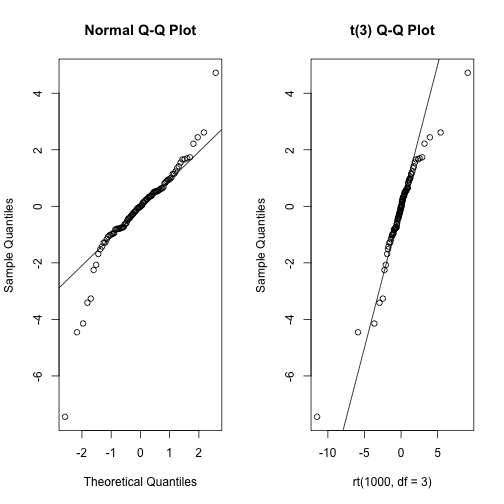 Normal Q-Q Plot
Sample Quantiles
4
2
0
-2
-4
-6
-2 -1 0 1 2
Theoretical Quantiles
t(3) Q-Q Plot
Sample Quantiles
4
2
0
-2
-4
-6
-10 -5 0 5
rt(1000, df = 3)